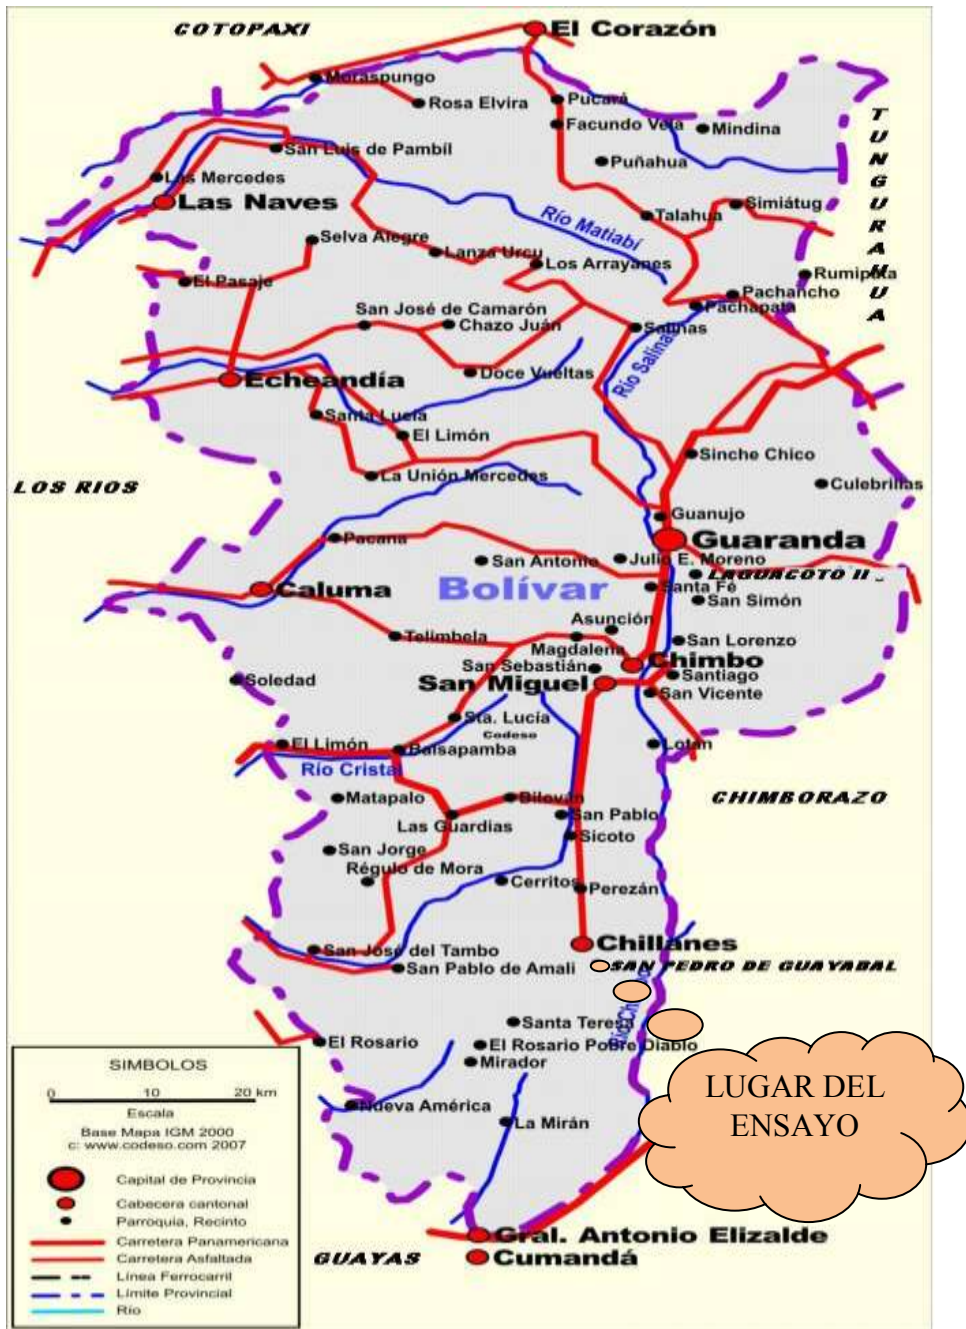 COTOPAXI
El Corazón
Moraspungo
Rosa Elvira
Pucará
Facundo Vela
Mindina
TUNGURAHUA
San Luis de Pambil
Puñahua
Las Mercedes
Las Naves
Simiátug
Talahua
Río Matiabí
Selva Alegre
Lanza Urcu
Los Arrayanes
El Pasaje
Rumipata
Pachancho
Pachapata
San José de Camarón
Chazo Juán
Salinas
Río Salinas
Echeandía
Doce Vueltas
Santa Lucía
El Limón
Sinche Chico
La Unión Mercedes
Culebrillas
LOS RIOS
Guanujo
Pacana
Guaranda
San Antonio
Julio E. Moreno
LAGUACOTO II
Caluma
Bolívar
Santa Fé
San Simón
Asunción
Telimbela
Magdalena
San Lorenzo
San Sebastián
Chimbo
Soledad
San Miguel
Santiago
San Vicente
Sta. Lucía
Codeso
El Limón
Balsapamba
Lotán
Río Cristal
Matapalo
Bilován
CHIMBORAZO
Las Guardias
San Pablo
Sicoto
San Jorge
Régulo de Mora
Cerritos
Perezán
Chillanes
San José del Tambo
San Pablo de Amali
SAN PEDRO DE GUAYABAL
Santa Teresa
El Rosario
El Rosario Pobre Diablo
Mirador
Nueva América
La Mirán
LUGAR DEL
ENSAYO
SIMBOLOS
0 10 20 km
Escala
Base Mapa IGM 2000
c: www.codeso.com 2007
Capital de Provincia
Cabecera cantonal
Parroquia, Recinto
Carretera Panamericana
Carretera Asfaltada
Línea Ferrocarril
Límite Provincial
Río
GUAYAS
Gral. Antonio Elizalde
Cumandá